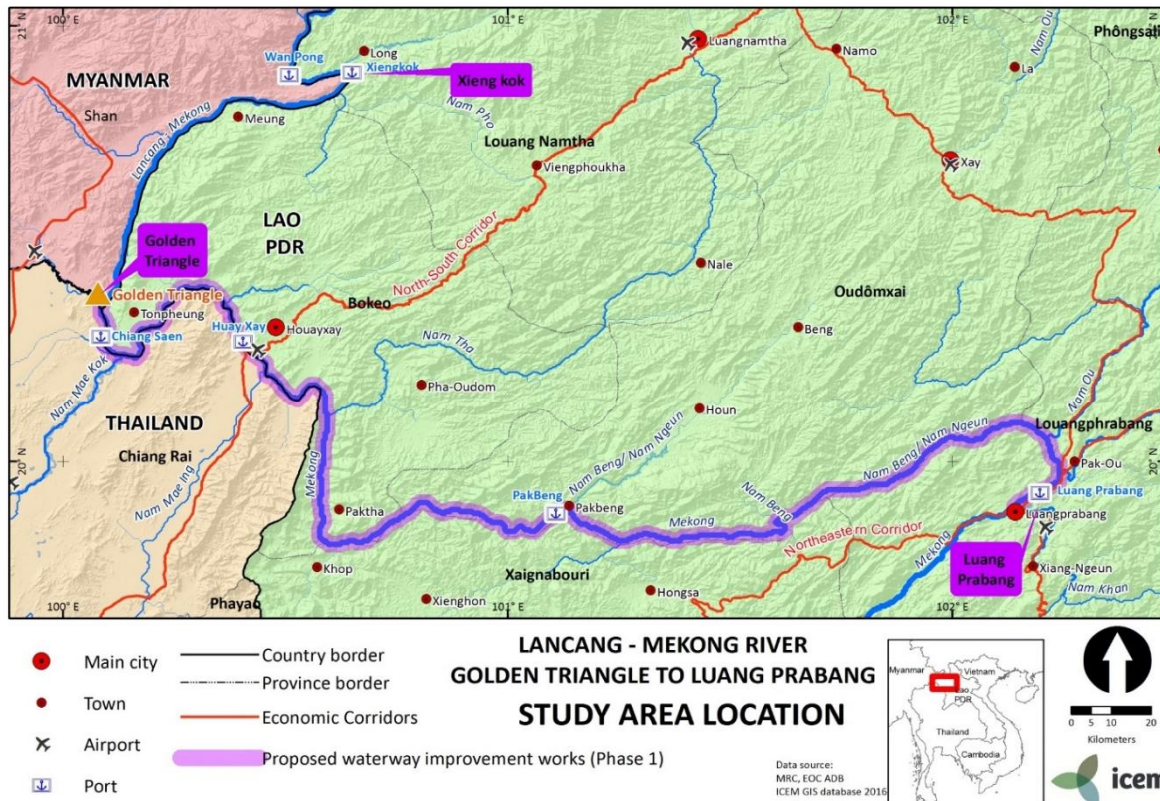 100°
101°
102°
21°
21°
Phôngsali
Nam Ou
Luangnamtha
Namo
La
Long
Wan Pong
Xiengkok
Xieng kok
MYANMAR
Shan
Meung
Nam Pho
Louang Namtha
Viengphoukha
Xay
Lancang - Mekong
LAO
PDR
Golden
Triangle
Golden Triangle
Nale
North-South Corridor
Oudômxai
Bokeo
Tonpheung
Huay Xay
Houayxay
Beng
Chiang Saen
Nam Tha
Nam Mae Kok
Pha-Oudom
Houn
Nam Ou
THAILAND
Chiang Rai
Louangphrabang
20° N
20° N
Nam Mae Ing
Nam Beng/ Nam Ngeun
Nam Beng/ Nam Ngeun
Pak-Ou
Mekong
PakBeng
Pakbeng
Paktha
Nam Beng
Mekong
Luang Prabang
Luangprabang
Northeastern Corridor
Mekong
Luang
Prabang
Khop
Xaignabouri
Xiang-Ngeun
Phayao
Xienghon
Hongsa
Nam Khan
100°
101°
102°
Main city
Town
Airport
Port
Country border
Province border
Economic Corridors
Proposed waterway improvement works (Phase 1)
LANCANG - MEKONG RIVER
GOLDEN TRIANGLE TO LUANG PRABANG
STUDY AREA LOCATION
Data source:
MRC, EOC ADB
ICEM GIS database 2016
Myanmar
Vietnam
Lao
PDR
Thailand
Cambodia
0 5 10 20
Kilometers
icem